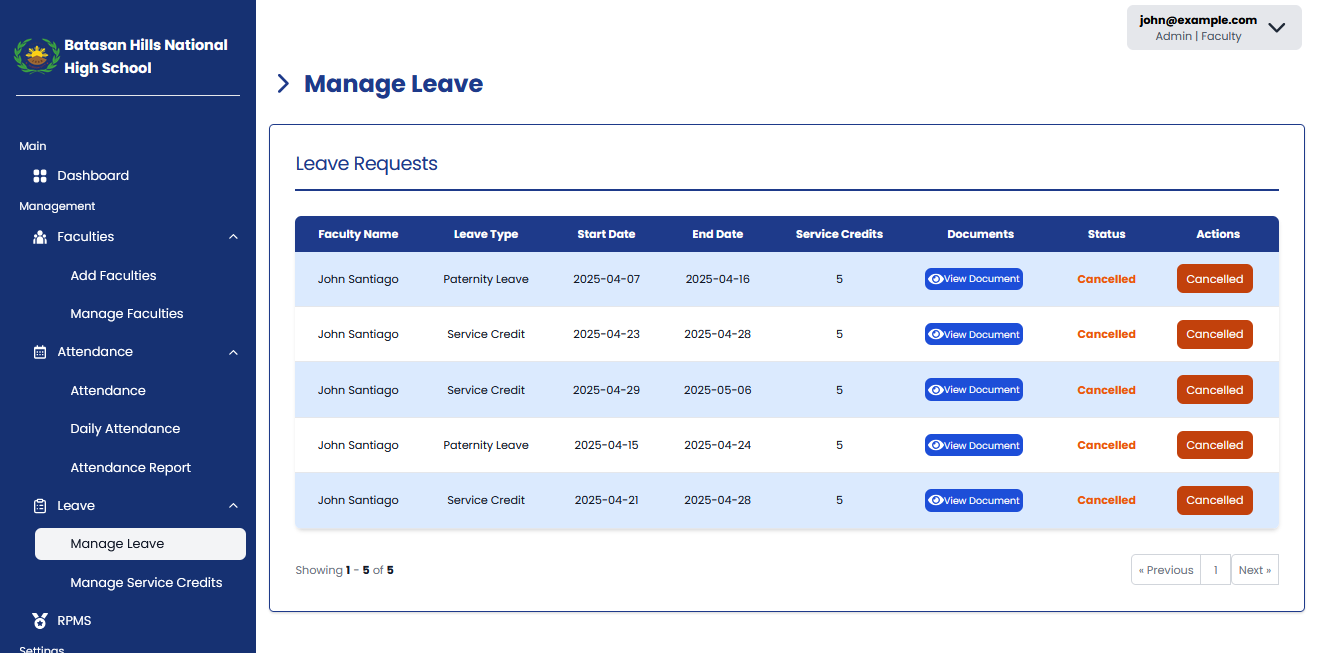 Batasan Hills National
High School
Main
Dashboard
Management
Faculties
Add Faculties
Manage Faculties
Attendance
Attendance
Daily Attendance
Attendance Report
Leave
Manage Leave
Manage Service Credits
RPMS
Settings
john@example.com
Admin | Faculty
Manage Leave
Leave Requests
Faculty Name Leave Type Start Date End Date Service Credits Documents Status Actions
John Santiago Paternity Leave 2025-04-07 2025-04-16 5 View Document Cancelled Cancelled
John Santiago Service Credit 2025-04-23 2025-04-28 5 View Document Cancelled Cancelled
John Santiago Service Credit 2025-04-29 2025-05-06 5 View Document Cancelled Cancelled
John Santiago Paternity Leave 2025-04-15 2025-04-24 5 View Document Cancelled Cancelled
John Santiago Service Credit 2025-04-21 2025-04-28 5 View Document Cancelled Cancelled
Showing 1 - 5 of 5
« Previous 1 Next »